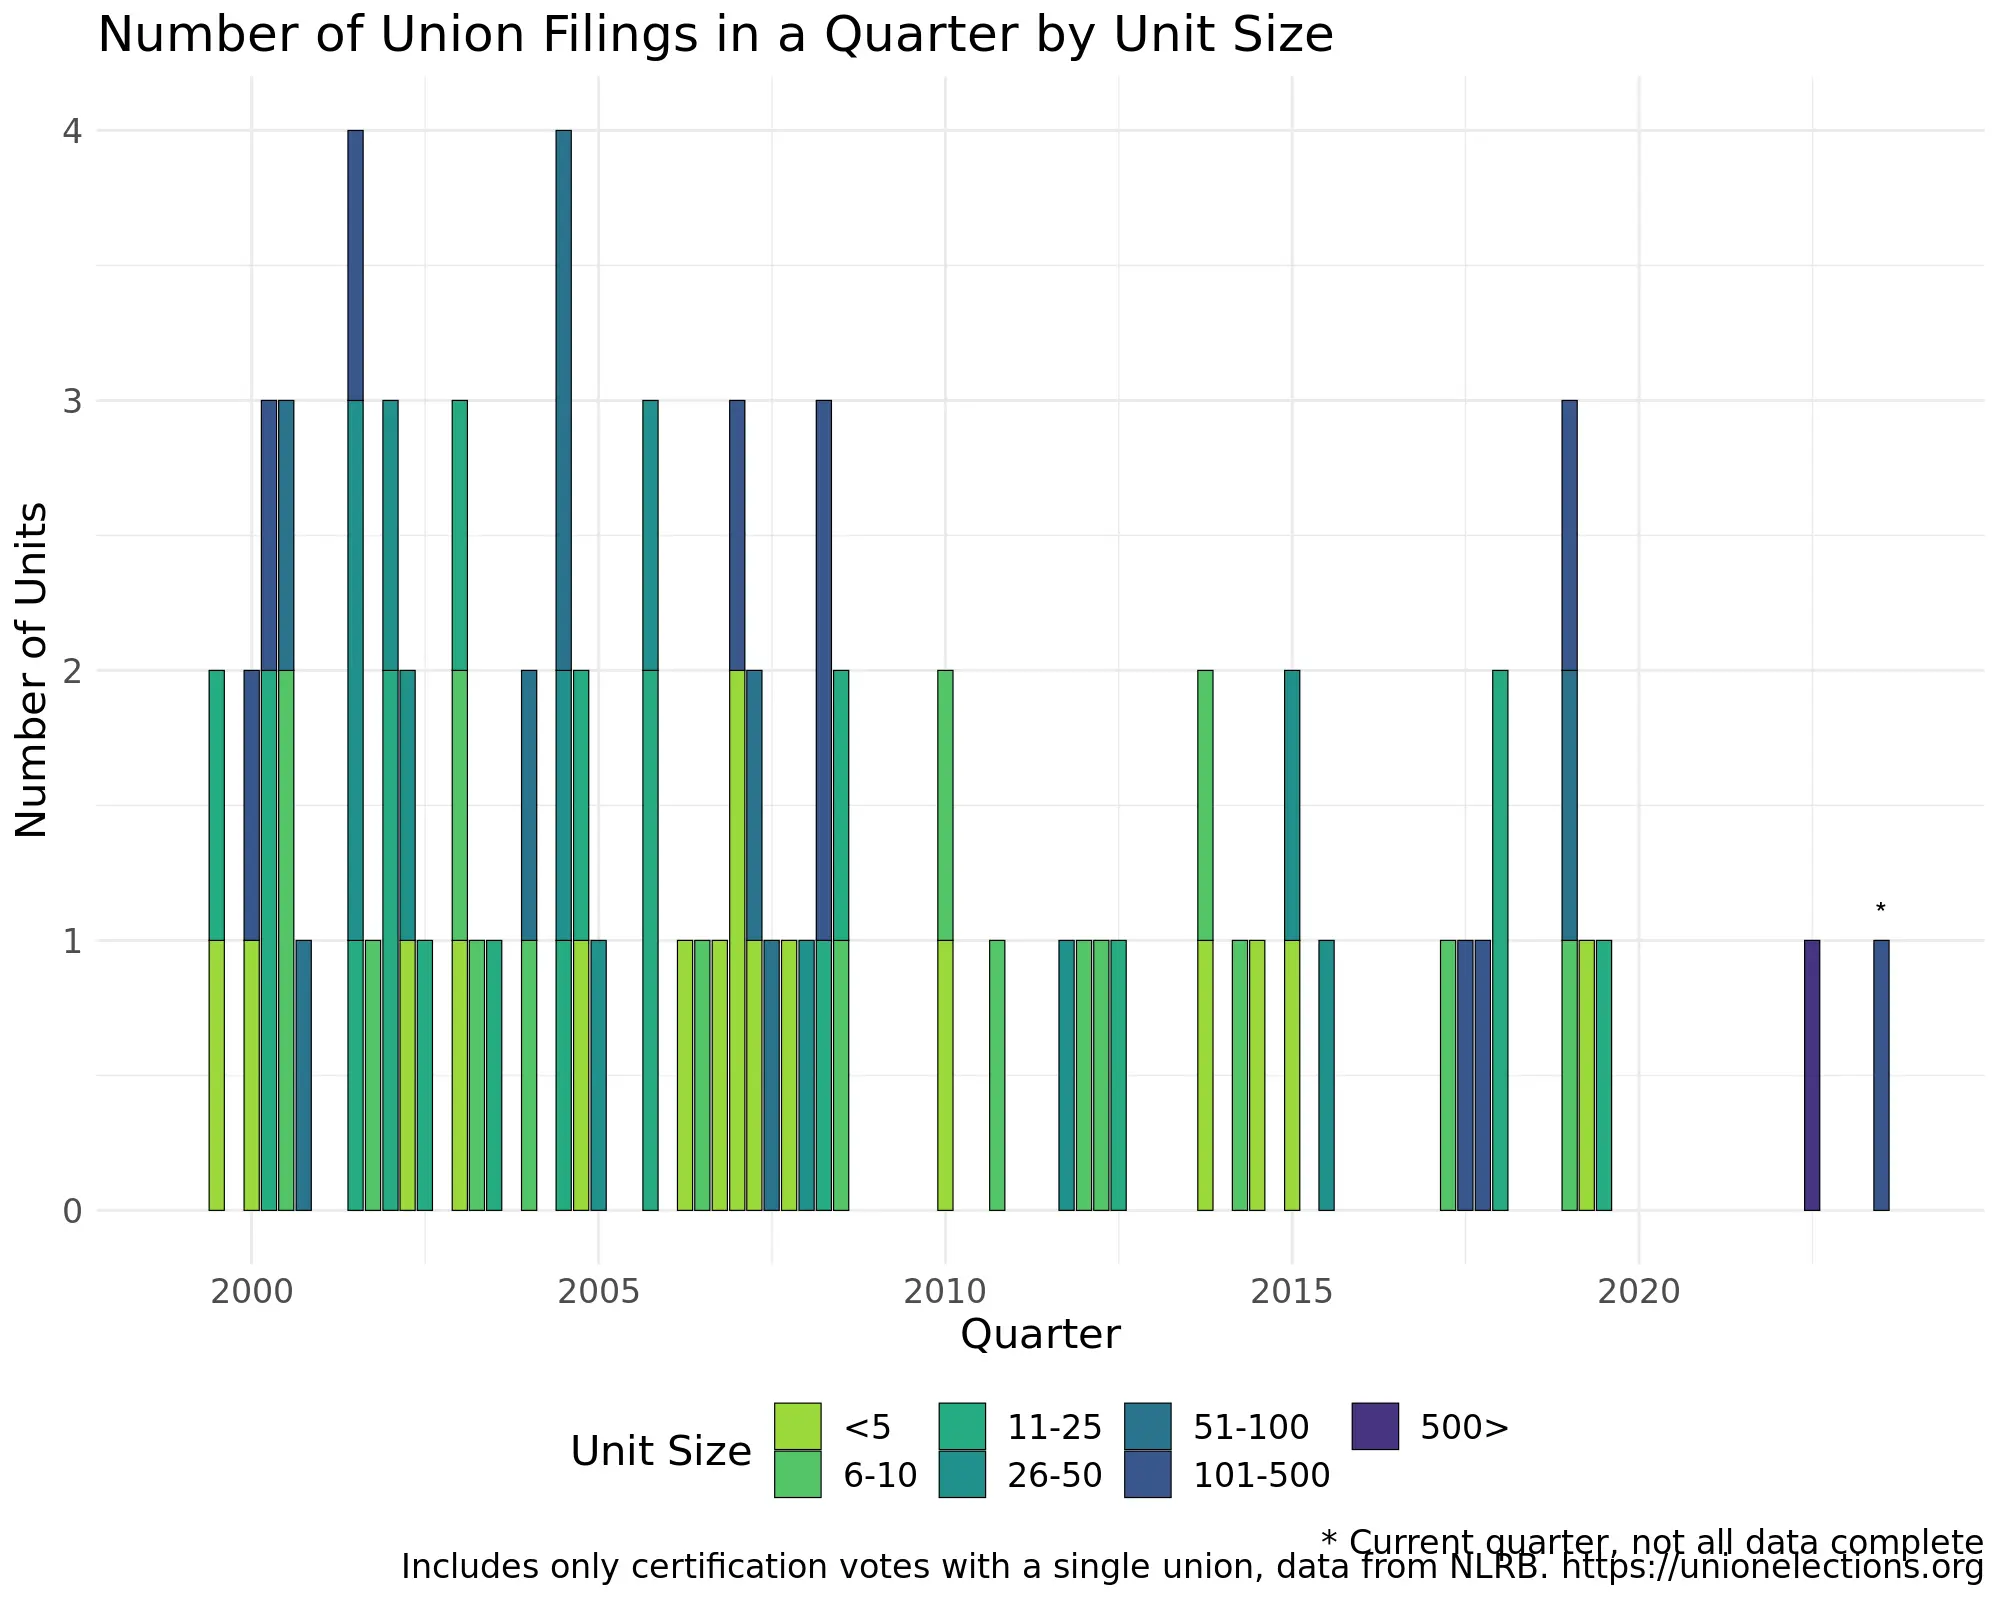 Number of Union Filings in a Quarter by Unit Size
4
3
2
1
0
Number of Units
*
2000 2005 2010 2015 2020
Quarter
Unit Size
<5 11-25 51-100 500>
6-10 26-50 101-500
* Current quarter, not all data complete
Includes only certification votes with a single union, data from NLRB. https://unionelections.org